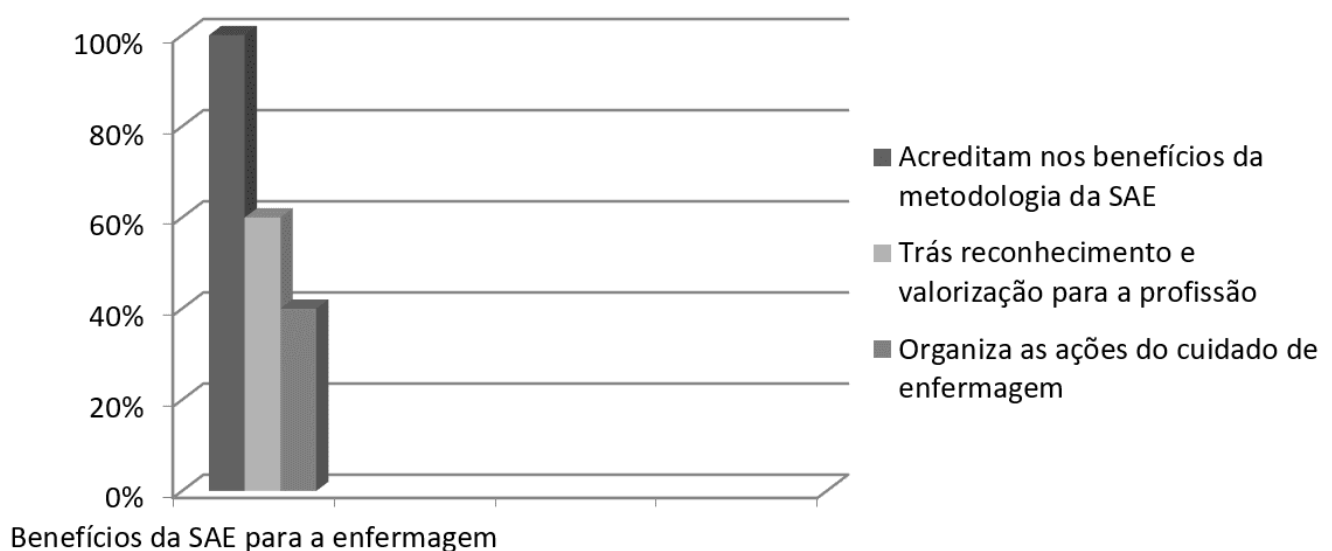 100%
80%
60%
40%
20%
0%
Benefícios da SAE para a enfermagem
Acreditam nos benefícios da
metodologia da SAE
Trás reconhecimento e
valorização para a profissão
Organiza as ações do cuidado de
enfermagem